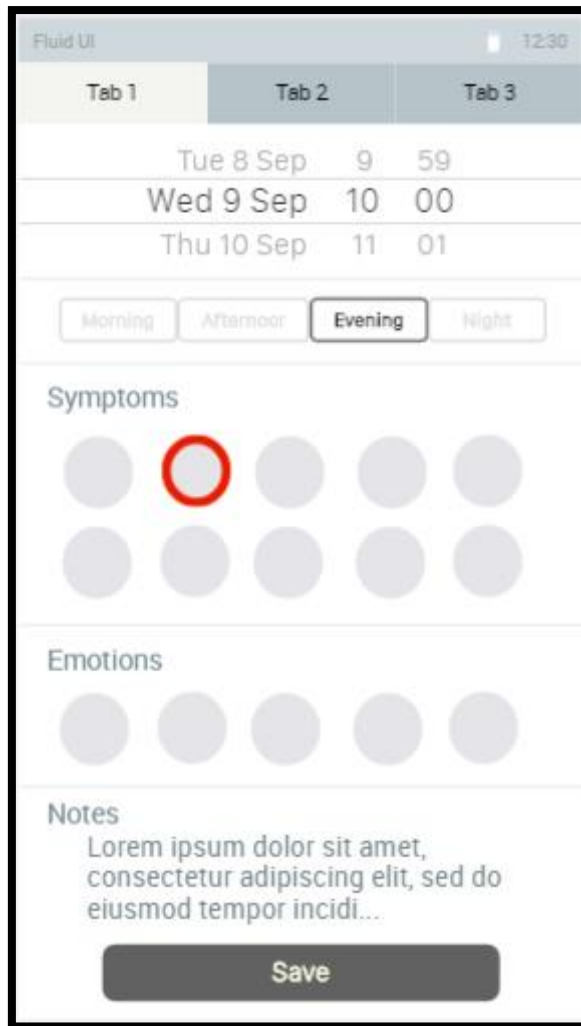 Fluid UI 12:30
Tab 1 Tab 2 Tab 3
Tue 8 Sep 9 59
Wed 9 Sep 10 00
Thu 10 Sep 11 01
Morning Afternoon Evening Night
Symptoms
Emotions
Notes
Lorem ipsum dolor sit amet,
consectetur adipiscing elit, sed do
eiusmod tempor incidi...
Save